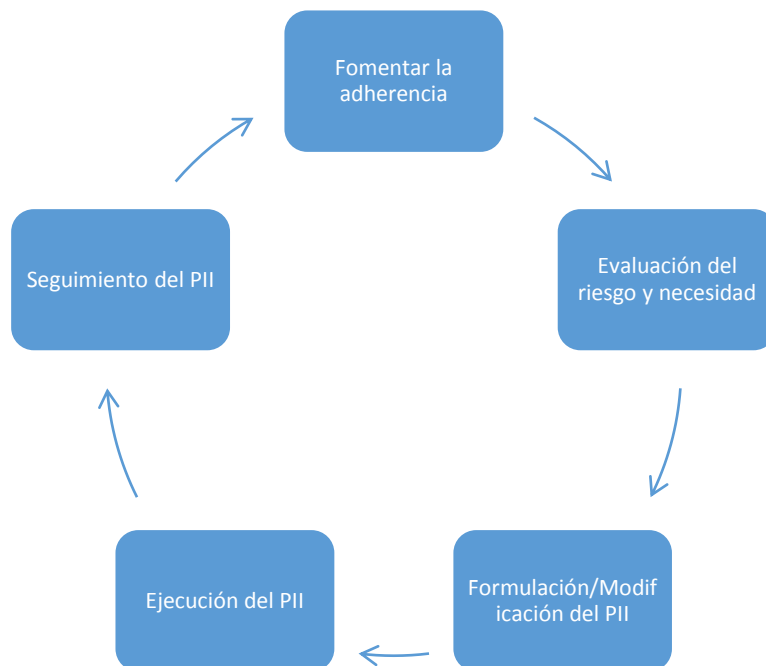 Fomentar la
adherencia
Evaluación del
riesgo y necesidad
Formulación/Modif
icación del PII
Ejecución del PII
Seguimiento del PII